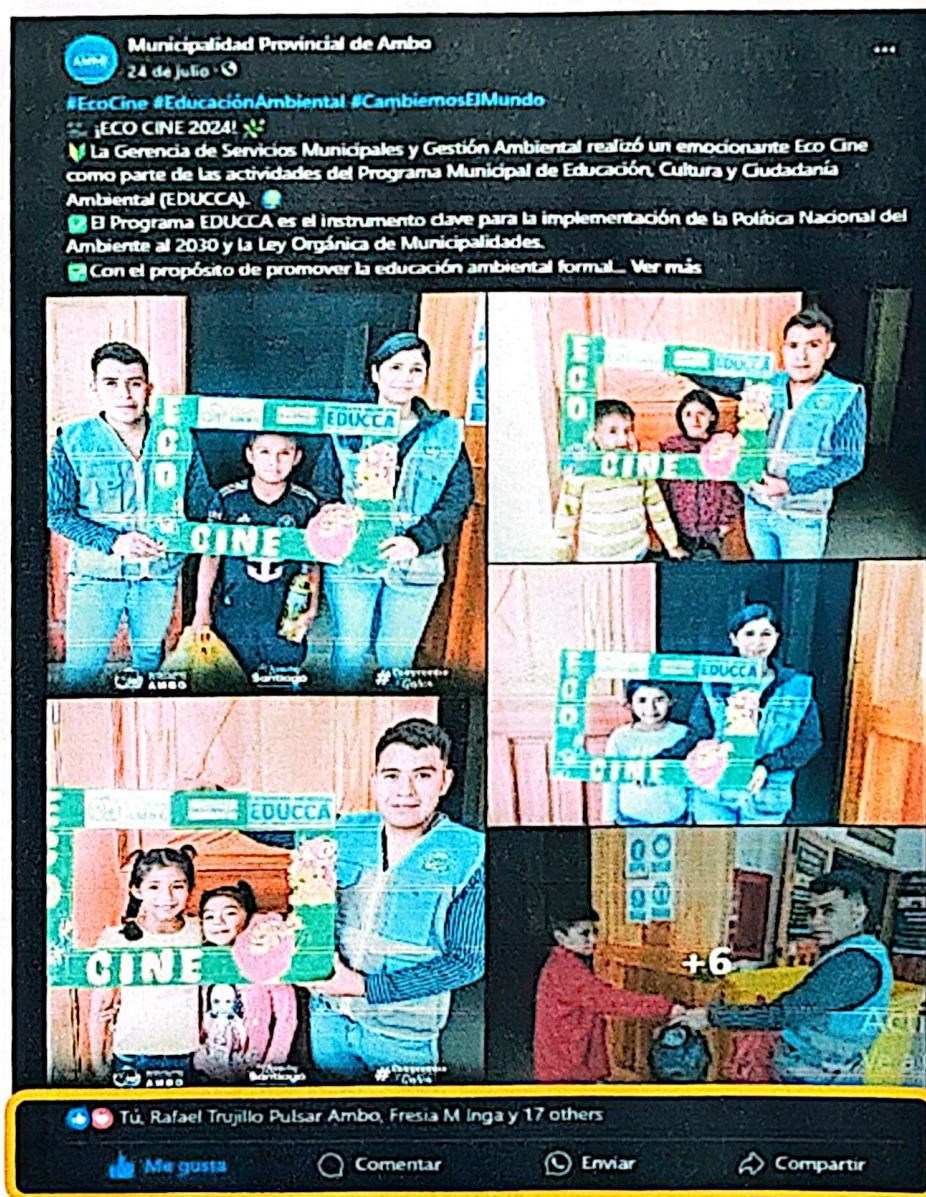 Municipalidad Provincial de Ambo
24 de julio
#EcoCine #EducaciónAmbiental #CambiemosElMundo
¡ECO CINE 2024!
La Gerencia de Servicios Municipales y Gestión Ambiental realizó un emocionante Eco Cine
como parte de las actividades del Programa Municipal de Educación, Cultura y Ciudadanía
Ambiental (EDUCCA).
El Programa EDUCCA es el instrumento clave para la implementación de la Política Nacional del
Ambiente al 2030 y la Ley Orgánica de Municipalidades.
Con el propósito de promover la educación ambiental formal... Ver más
ECO
EDUCCA
CINE
AMBO
Santiago
ECO
EDUCCA
CINE
EDUCCA
CINE
EDUCCA
CINE
AMBO
Santiago
+6
Tú, Rafael Trujillo Pulsar Ambo, Fresia M Inga y 17 others
Me gusta
Comentar
Enviar
Compartir